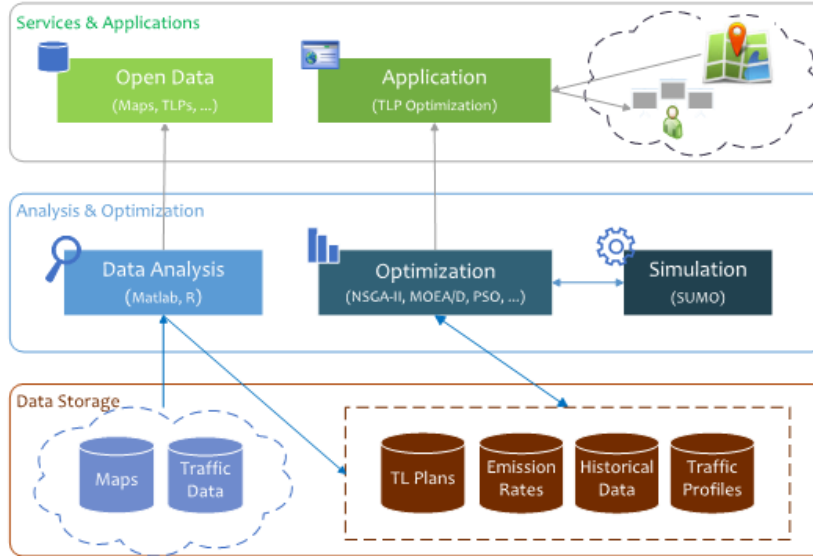 Services & Applications
Open Data
(Maps, TLPs, ...)
Application
(TLP Optimization)
Analysis & Optimization
Data Analysis
(Matlab, R)
Optimization
(NSGA-II, MOEA/D, PSO, ...)
Simulation
(SUMO)
Data Storage
Maps
Traffic
Data
TL Plans
Emission
Rates
Historical
Data
Traffic
Profiles